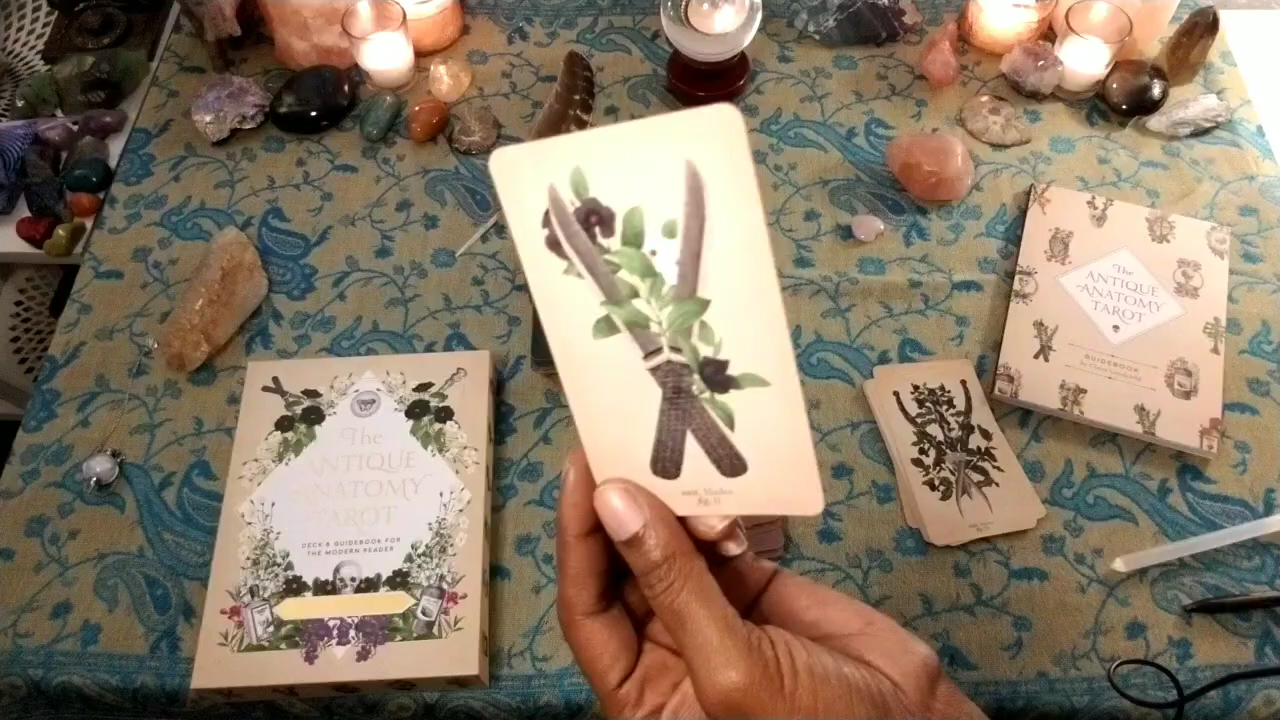 The
ANTIQUE
ANATOMY
TAROT
DECK & GUIDEBOOK FOR
THE MODERN READER
The
ANTIQUE
ANATOMY
TAROT
GUIDEBOOK